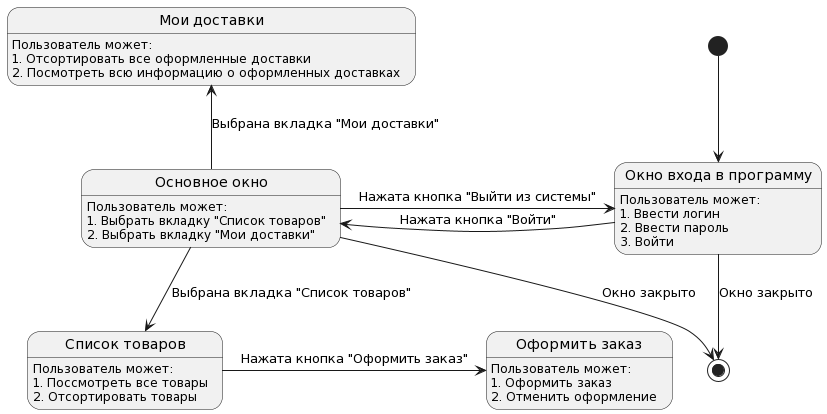 Мои доставки
Пользователь может:
1. Отсортировать все оформленные доставки
2. Посмотреть всю информацию о оформленных доставках
Выбрана вкладка "Мои доставки"
Основное окно
Пользователь может:
1. Выбрать вкладку "Список товаров"
2. Выбрать вкладку "Мои доставки"
Нажата кнопка "Выйти из системы"
Нажата кнопка "Войти"
Окно входа в программу
Пользователь может:
1. Ввести логин
2. Ввести пароль
3. Войти
Выбрана вкладка "Список товаров"
Окно закрыто
Окно закрыто
Список товаров
Пользователь может:
1. Поссмотреть все товары
2. Отсортировать товары
Нажата кнопка "Оформить заказ"
Оформить заказ
Пользователь может:
1. Оформить заказ
2. Отменить оформление